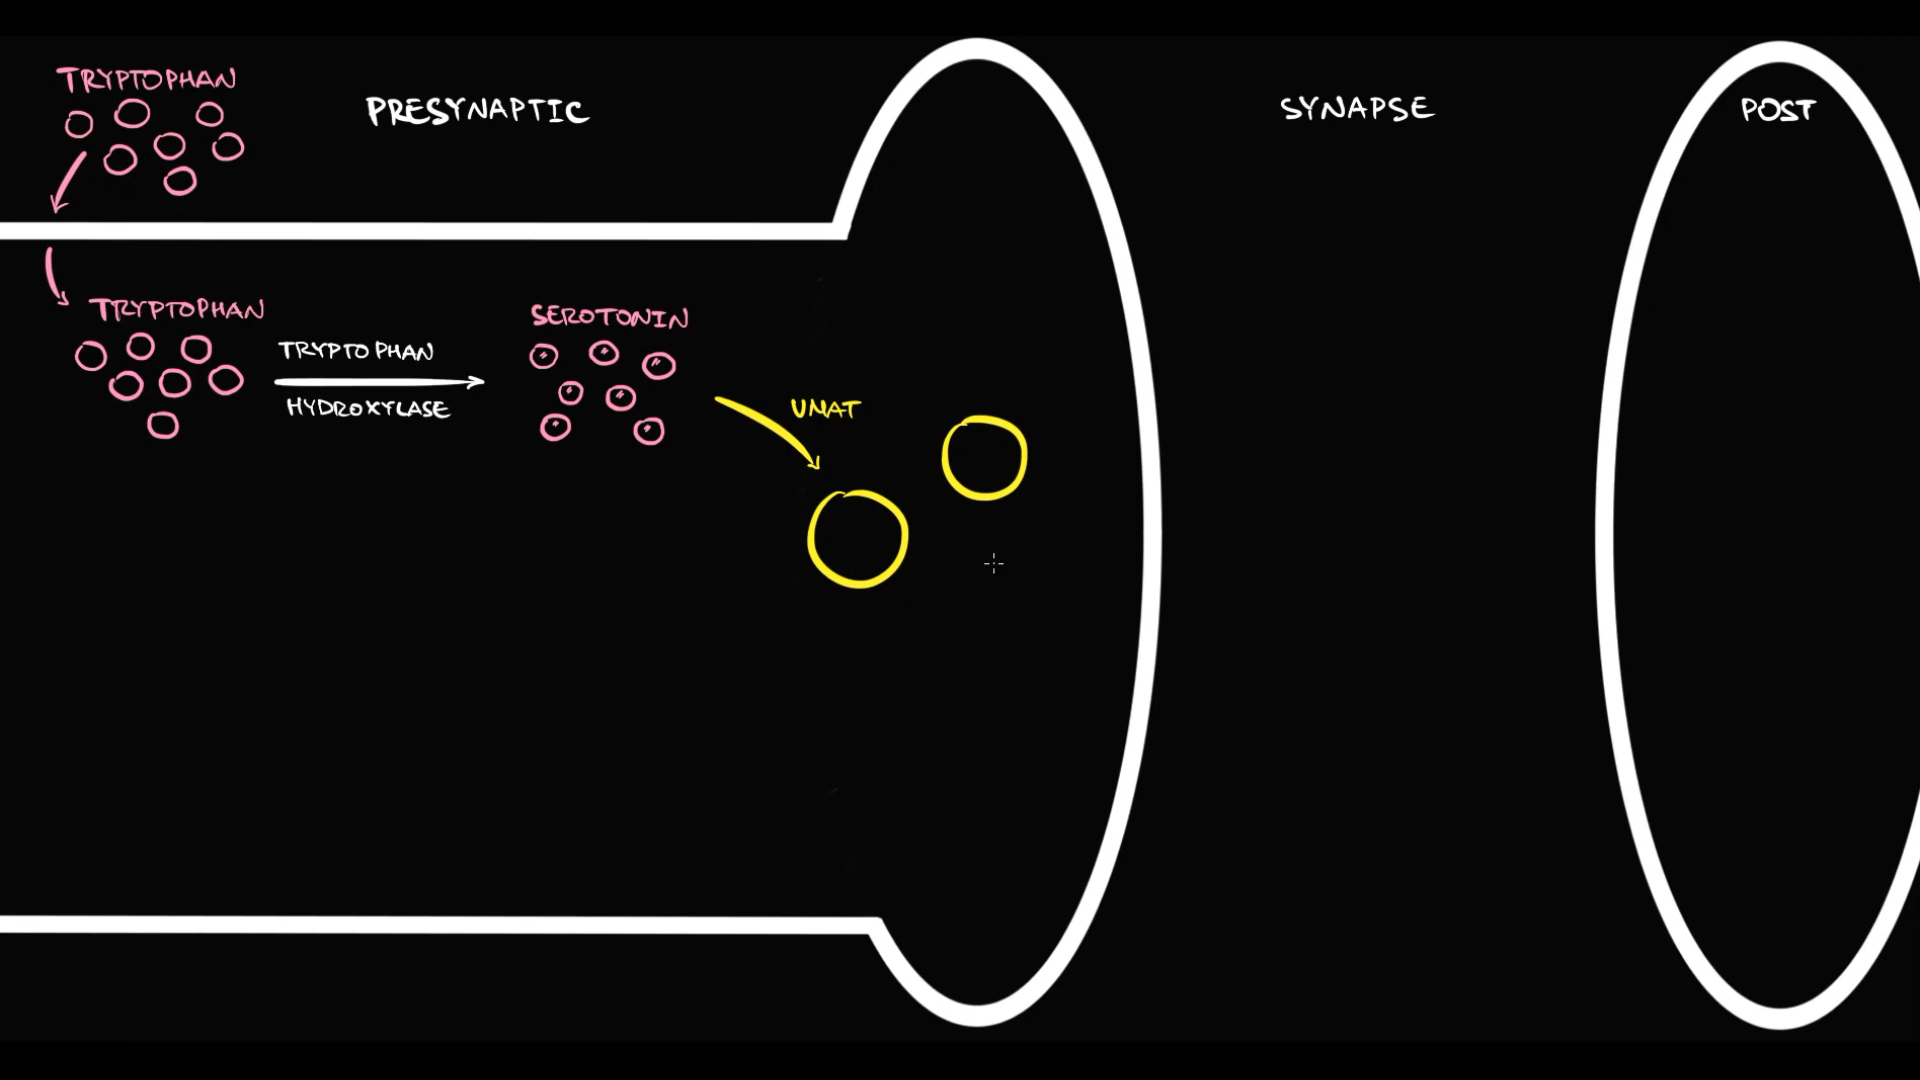 TRYPTOPHAN
PRESYNAPTIC
SYNAPSE
POST
TRYPTOPHAN
TRYPTOPHAN
HYDROXYLASE
SEROTONIN
VMAT